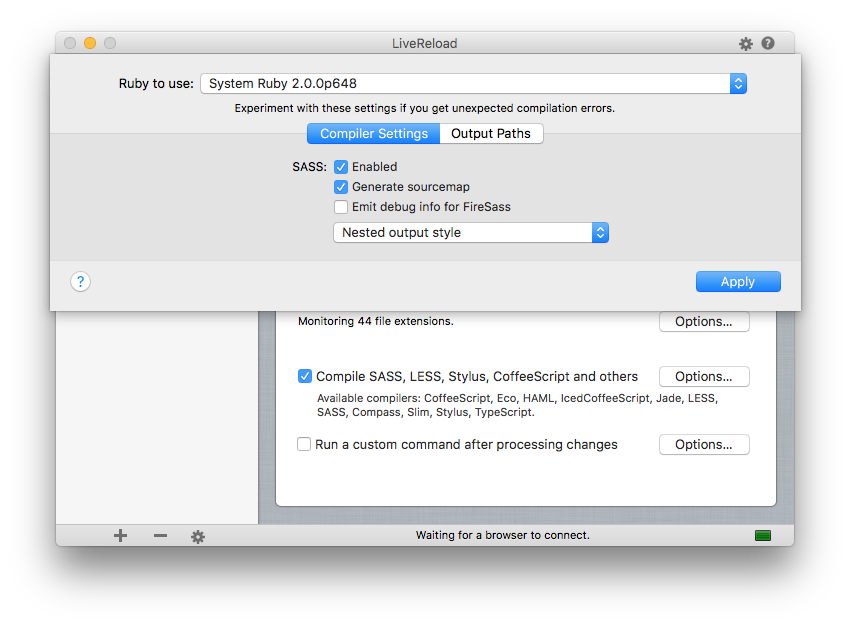 LiveReload
Ruby to use: System Ruby 2.0.0p648
Experiment with these settings if you get unexpected compilation errors.
Compiler Settings Output Paths
SASS: Enabled
Generate sourcemap
Emit debug info for FireSass
Nested output style
? Apply
Monitoring 44 file extensions. Options...
Compile SASS, LESS, Stylus, CoffeeScript and others Options...
Available compilers: CoffeeScript, Eco, HAML, IcedCoffeeScript, Jade, LESS,
SASS, Compass, Slim, Stylus, TypeScript.
Run a custom command after processing changes Options...
Waiting for a browser to connect.